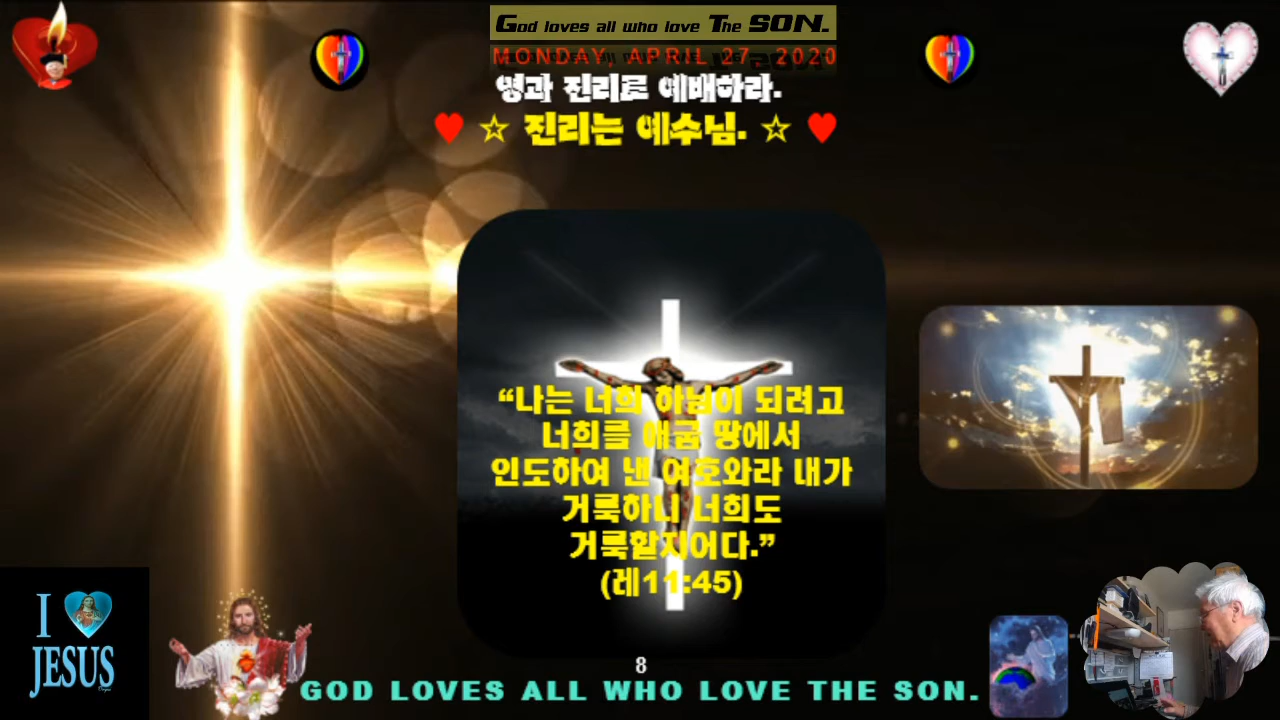 God loves all who love The SON.
MONDAY, APRIL 27, 2020
영과 진리로 예배하라.
♥ ☆ 진리는 예수님. ☆ ♥
“나는 너희 하님이 되려고
너희를 애굽 땅에서
인도하여 낸 여호와라 내가
거룩하니 너희도
거룩할지어다.”
(레11:45)
I
JESUS
8
GOD LOVES ALL WHO LOVE THE SON.